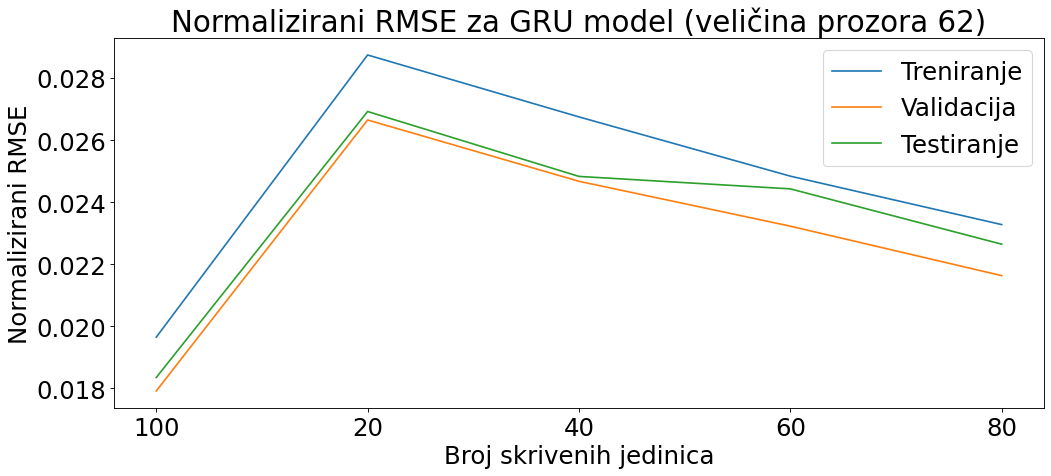 Normalizirani RMSE za GRU model (veličina prozora 62)
Normalizirani RMSE
0.028
0.026
0.024
0.022
0.020
0.018
Treniranje
Validacija
Testiranje
100 20 40 60 80
Broj skrivenih jedinica